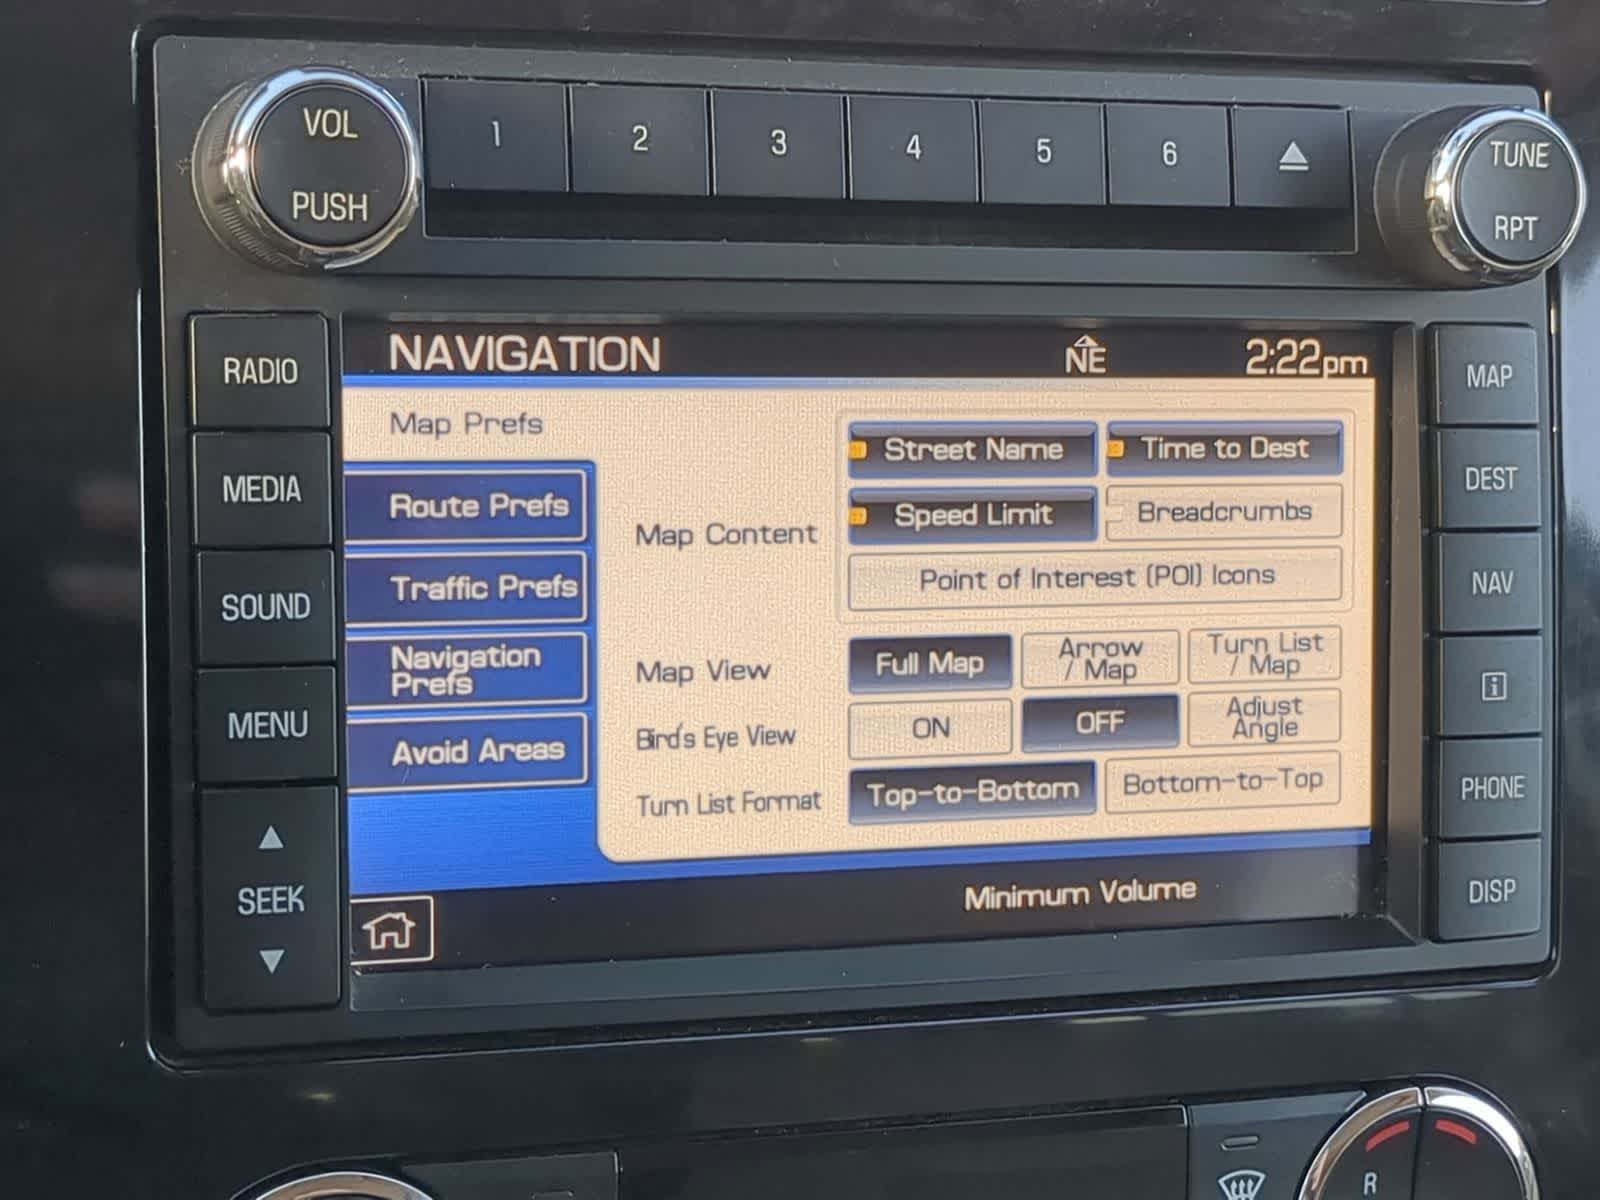 VOL
PUSH
1 2 3 4 5 6
TUNE
RPT
RADIO
MEDIA
SOUND
MENU
SEEK
NAVIGATION NE 2:22pm
Map Prefs
Route Prefs
Traffic Prefs
Navigation
Prefs
Avoid Areas
Map Content
Street Name Time to Dest
Speed Limit Breadcrumbs
Point of Interest (POI) Icons
Map View Full Map
Arrow
/ Map
Turn List
/ Map
Bird's Eye View ON OFF
Adjust
Angle
Turn List Format Top-to-Bottom Bottom-to-Top
Minimum Volume
MAP
DEST
NAV
i
PHONE
DISP
R